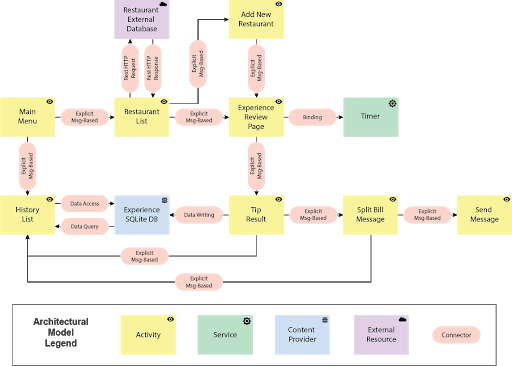 Restaurant
External
Database
Add New
Restaurant
Rest HTTP
Request
Rest HTTP
Response
Explicit
Msg-Based
Explicit
Msg-Based
Main
Menu
Explicit
Msg-Based
Restaurant
List
Explicit
Msg-Based
Experience
Review
Page
Binding
Timer
Explicit
Msg-Based
Explicit
Msg-Based
History
List
Data Access
Data Query
Experience
SQLite DB
Data Writing
Tip
Result
Explicit
Msg-Based
Split Bill
Message
Explicit
Msg-Based
Send
Message
Explicit
Msg-Based
Explicit
Msg-Based
Architectural
Model
Legend
Activity
Service
Content
Provider
External
Resource
Connector